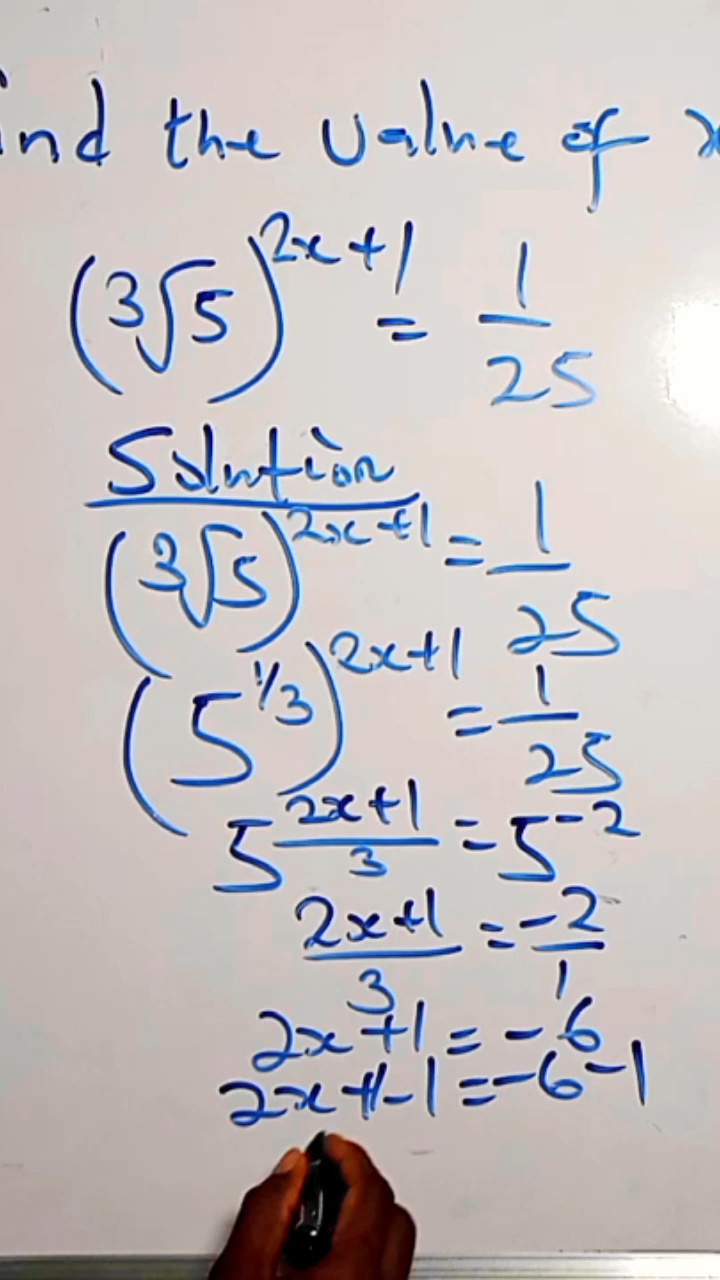 ind the value of x
(∛5)^(2x+1) = 1/25
Solution
(∛5)^(2x+1) = 1/25
(5^(1/3))^(2x+1) = 1/25
5^((2x+1)/3) = 5^(-2)
(2x+1)/3 = -2/1
2x+1 = -6
2x+1-1 = -6-1